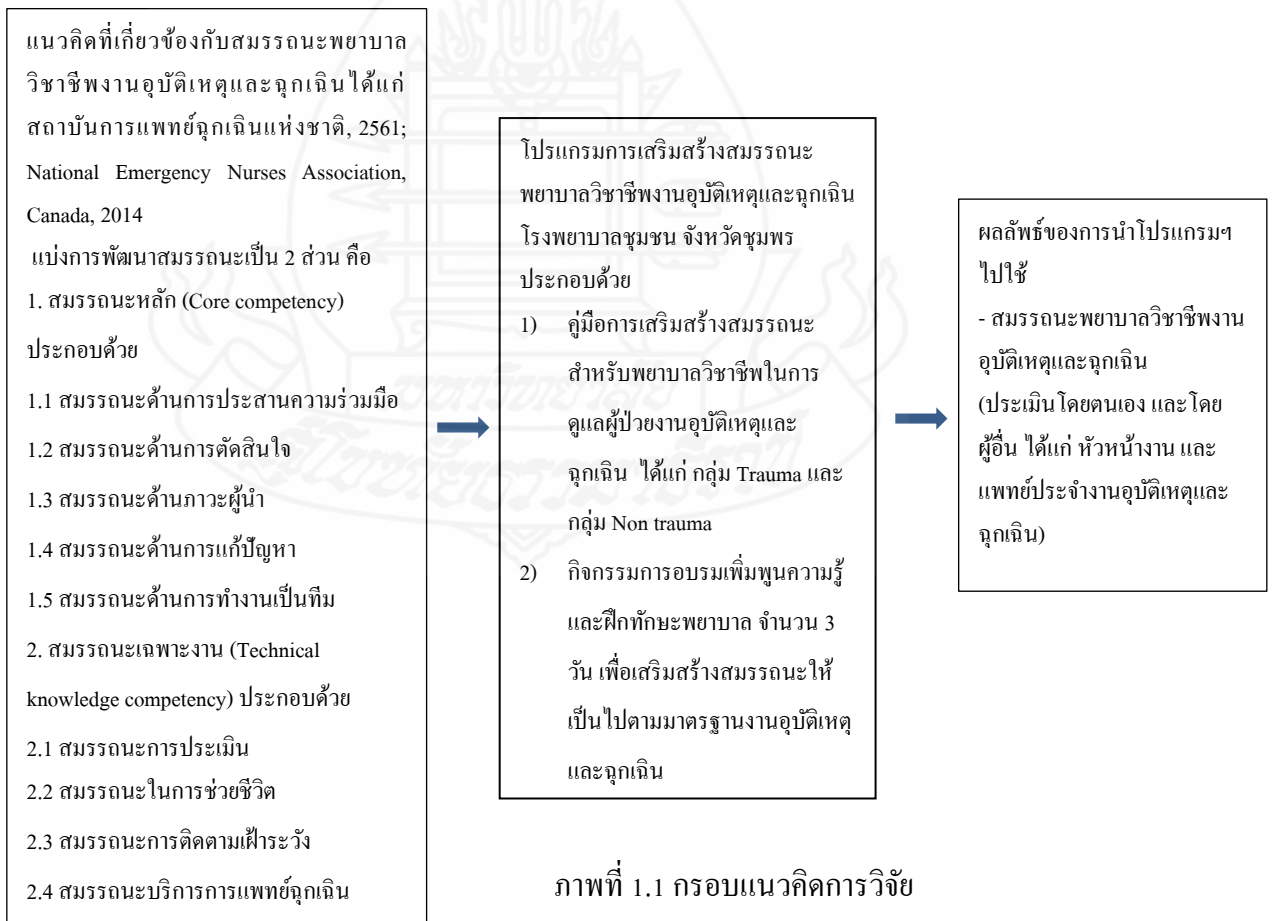 แนวคิดที่เกี่ยวข้องกับสมรรถนะพยาบาล
วิชาชีพงานอุบัติเหตุและฉุกเฉินได้แก่
สถาบันการแพทย์ฉุกเฉินแห่งชาติ, 2561;
National Emergency Nurses Association,
Canada, 2014
แบ่งการพัฒนาสมรรถนะเป็น 2 ส่วน คือ
1. สมรรถนะหลัก (Core competency)
ประกอบด้วย
1.1 สมรรถนะด้านการประสานความร่วมมือ
1.2 สมรรถนะด้านการตัดสินใจ
1.3 สมรรถนะด้านภาวะผู้นำ
1.4 สมรรถนะด้านการแก้ปัญหา
1.5 สมรรถนะด้านการทำงานเป็นทีม
2. สมรรถนะเฉพาะงาน (Technical
knowledge competency) ประกอบด้วย
2.1 สมรรถนะการประเมิน
2.2 สมรรถนะในการช่วยชีวิต
2.3 สมรรถนะการติดตามเฝ้าระวัง
2.4 สมรรถนะบริการการแพทย์ฉุกเฉิน
โปรแกรมการเสริมสร้างสมรรถนะ
พยาบาลวิชาชีพงานอุบัติเหตุและฉุกเฉิน
โรงพยาบาลชุมชน จังหวัดชุมพร
ประกอบด้วย
1) คู่มือการเสริมสร้างสมรรถนะ
สำหรับพยาบาลวิชาชีพในการ
ดูแลผู้ป่วยงานอุบัติเหตุและ
ฉุกเฉิน ได้แก่ กลุ่ม Trauma และ
กลุ่ม Non trauma
2) กิจกรรมการอบรมเพิ่มพูนความรู้
และฝึกทักษะพยาบาล จำนวน 3
วัน เพื่อเสริมสร้างสมรรถนะให้
เป็นไปตามมาตรฐานงานอุบัติเหตุ
และฉุกเฉิน
ผลลัพธ์ของการนำโปรแกรมฯ
ไปใช้
- สมรรถนะพยาบาลวิชาชีพงาน
อุบัติเหตุและฉุกเฉิน
(ประเมินโดยตนเอง และโดย
ผู้อื่น ได้แก่ หัวหน้างาน และ
แพทย์ประจำงานอุบัติเหตุและ
ฉุกเฉิน)
ภาพที่ 1.1 กรอบแนวคิดการวิจัย